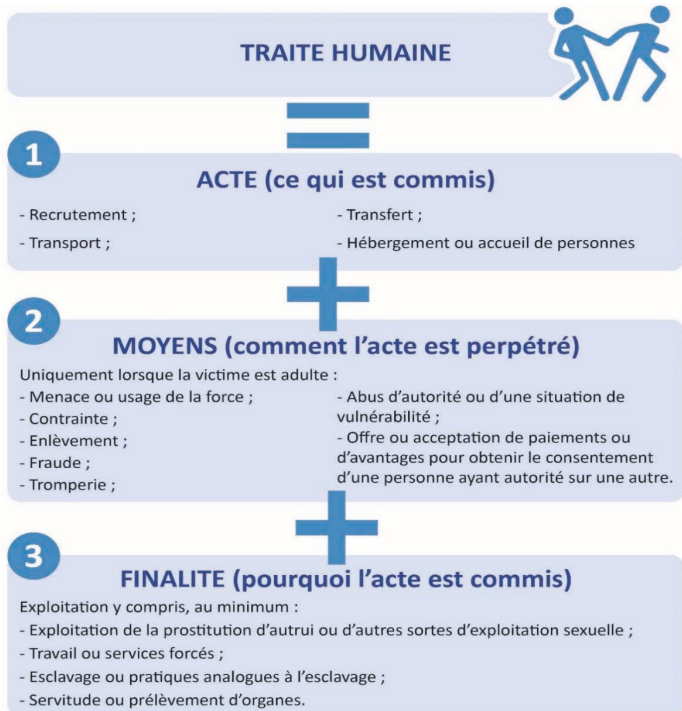 TRAITE HUMAINE
1
ACTE (ce qui est commis)
- Recrutement ;
- Transport ;
- Transfert ;
- Hébergement ou accueil de personnes
2
MOYENS (comment l’acte est perpétré)
Uniquement lorsque la victime est adulte :
- Menace ou usage de la force ;
- Contrainte ;
- Enlèvement ;
- Fraude ;
- Tromperie ;
- Abus d’autorité ou d’une situation de
vulnérabilité ;
- Offre ou acceptation de paiements ou
d’avantages pour obtenir le consentement
d’une personne ayant autorité sur une autre.
3
FINALITE (pourquoi l’acte est commis)
Exploitation y compris, au minimum :
- Exploitation de la prostitution d’autrui ou d’autres sortes d’exploitation sexuelle ;
- Travail ou services forcés ;
- Esclavage ou pratiques analogues à l’esclavage ;
- Servitude ou prélèvement d’organes.